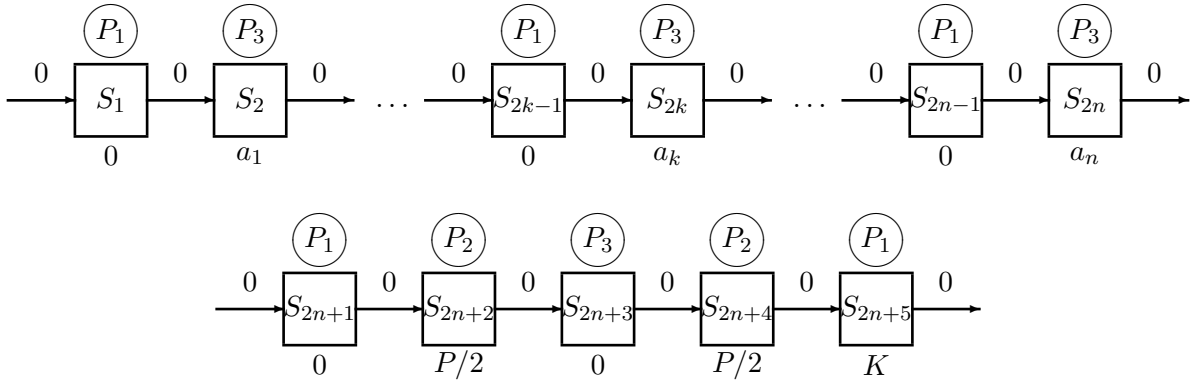 P₁ P₃ P₁ P₃ P₁ P₃
0 0 0 0 0 0 0 0 0
S₁ S₂ … S₂ₖ₋₁ S₂ₖ … S₂ₙ₋₁ S₂ₙ
0 a₁ 0 aₖ 0 aₙ
P₁ P₂ P₃ P₂ P₁
0 0 0 0 0 0
S₂ₙ₊₁ S₂ₙ₊₂ S₂ₙ₊₃ S₂ₙ₊₄ S₂ₙ₊₅
0 P/2 0 P/2 K